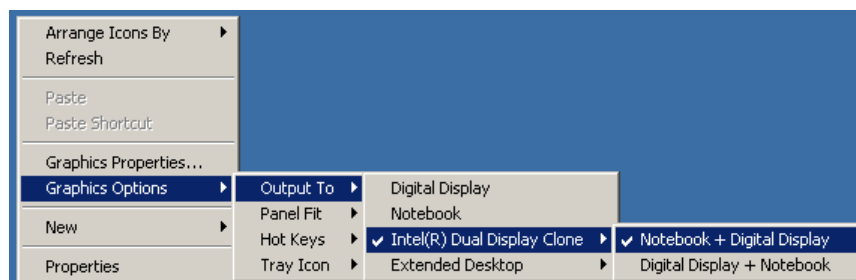 Arrange Icons By
Refresh
Paste
Paste Shortcut
Graphics Properties...
Graphics Options
New
Properties
Output To
Panel Fit
Hot Keys
Tray Icon
Digital Display
Notebook
Intel(R) Dual Display Clone
Extended Desktop
Notebook + Digital Display
Digital Display + Notebook